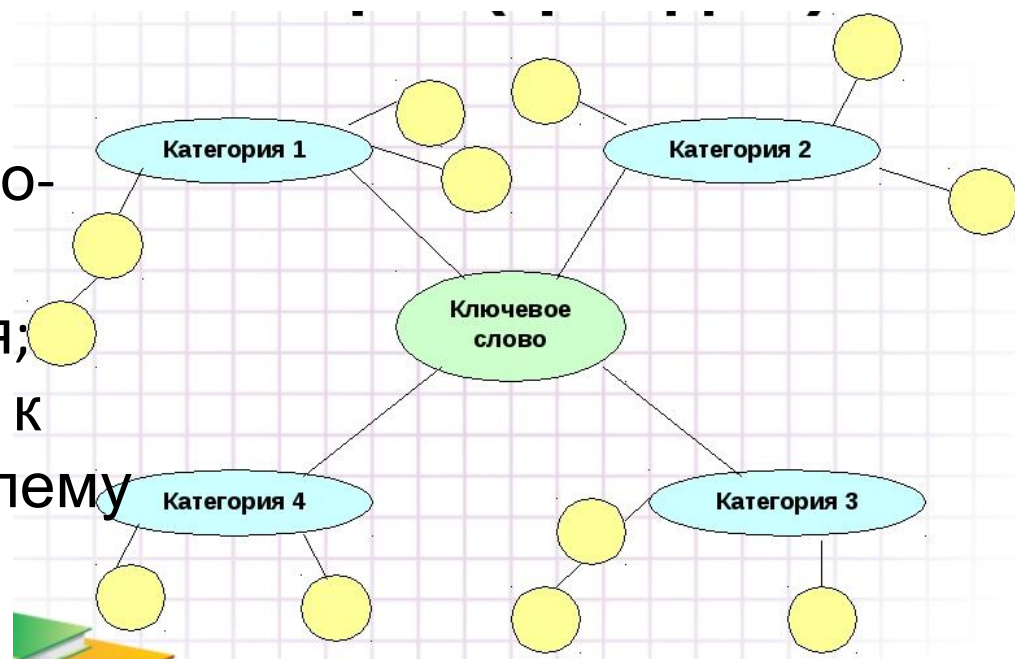 Категория 1
Категория 2
о-
Ключевое
слово
я;
к
лему
Категория 4
Категория 3